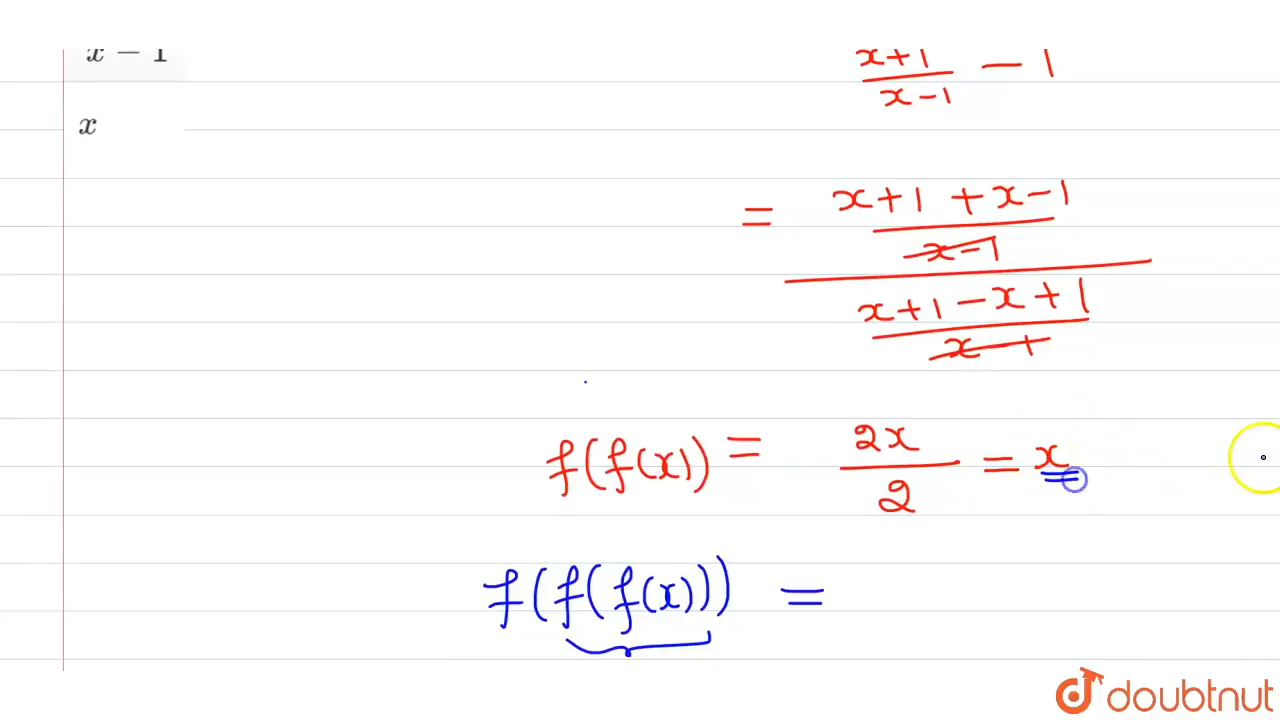 x - 1
x+1
x-1 - 1
x
= x+1 + x-1
x-1
x+1 - x + 1
x - 1
f(f(x)) = 2x
2 = x
f(f(f(x))) =
doubtnut